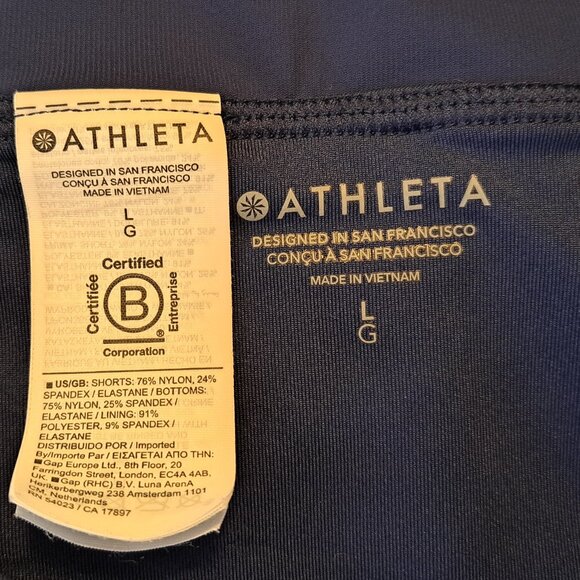 ATHLETA
DESIGNED IN SAN FRANCISCO
CONÇU À SAN FRANCISCO
MADE IN VIETNAM
L
G
Certified
Certifiée
B
Entreprise
®
Corporation
■ US/GB: SHORTS: 76% NYLON, 24%
SPANDEX / ELASTANE / BOTTOMS:
75% NYLON, 25% SPANDEX /
ELASTANE / LINING: 91%
POLYESTER, 9% SPANDEX /
ELASTANE
DISTRIBUIDO POR / Imported
By/Importe par / ΕΙΣΑΓΕΤΑΙ ΑΠΟ ΤΗΝ:
■ Gap Europe Ltd., 8th Floor, 20
Farringdon Street, London, EC4A 4AB,
UK. ■ Gap (RHC) B.V. Luna ArenA
Herikerbergweg 238 Amsterdam 1101
CM, Netherlands
RN 54023 / CA 17897
ATHLETA
DESIGNED IN SAN FRANCISCO
CONÇU À SAN FRANCISCO
MADE IN VIETNAM
L
G